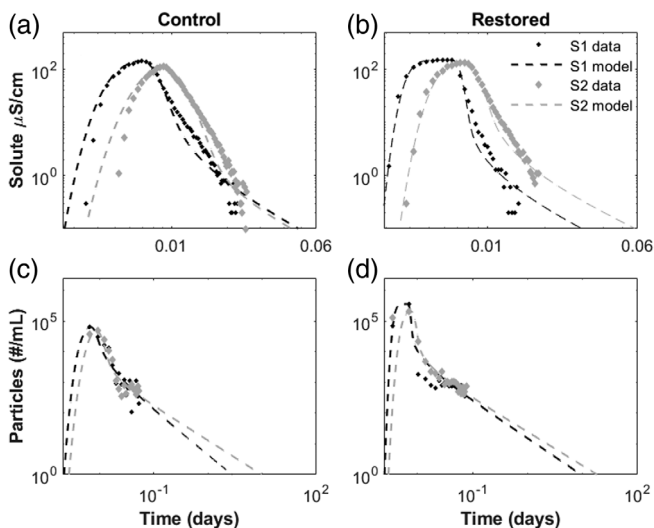 Control
Restored
(a)
(b)
S1 data
S1 model
S2 data
S2 model
Solute μS/cm
10²
10⁰
0.01
0.06
10²
10⁰
0.01
0.06
(c)
(d)
Particles (#/mL)
10⁵
10⁰
10⁻¹
10²
10⁵
10⁰
10⁻¹
10²
Time (days)
Time (days)